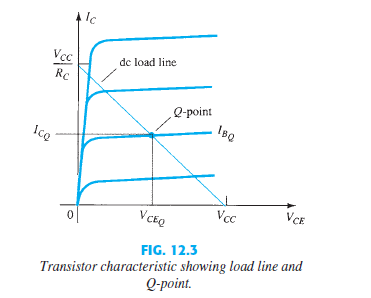 I_C
V_CC
R_C
dc load line
Q-point
I_CQ
I_BQ
0
V_CEQ
V_CC
V_CE
FIG. 12.3
Transistor characteristic showing load line and
Q-point.